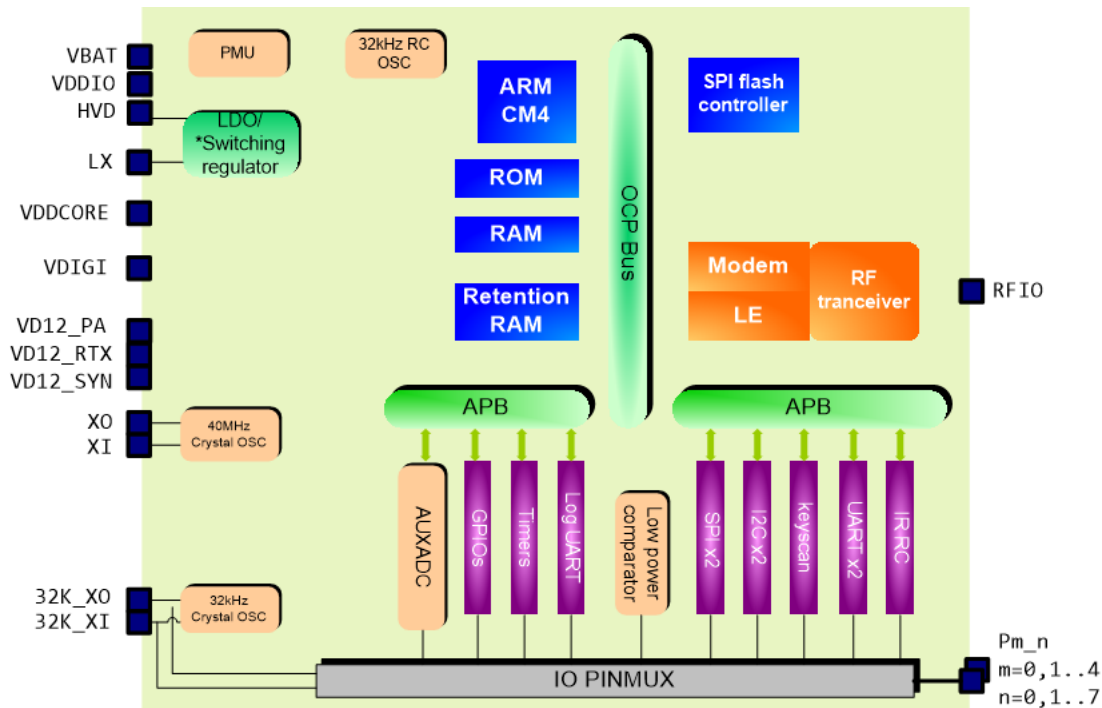 VBAT
VDDIO
HVD
LX
VDDCORE
VDIGI
VD12_PA
VD12_RTX
VD12_SYN
XO
XI
32K_XO
32K_XI
PMU
32kHz RC
OSC
LDO/
*Switching
regulator
40MHz
Crystal OSC
32kHz
Crystal OSC
ARM
CM4
ROM
RAM
Retention
RAM
OCP Bus
SPI flash
controller
Modem
LE
RF
tranceiver
RFIO
APB
APB
AUXADC
GPIOs
Timers
Log UART
Low power
comparator
SPI x2
I2C x2
keyscan
UART x2
IR RC
IO PINMUX
Pm_n
m=0,1..4
n=0,1..7